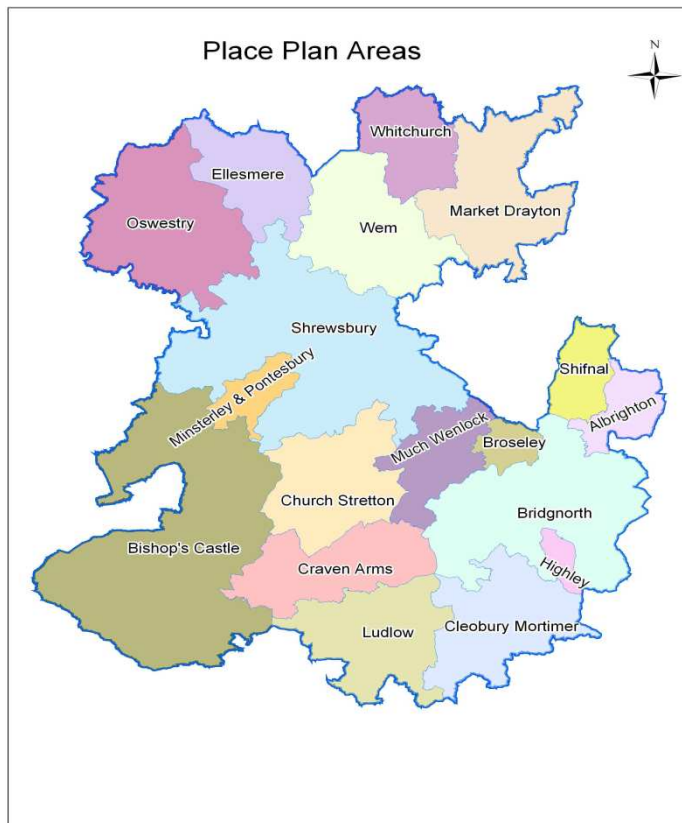 Place Plan Areas
N
Whitchurch
Ellesmere
Market Drayton
Oswestry
Wem
Shrewsbury
Minsterley & Pontesbury
Shifnal
Albrighton
Much Wenlock
Broseley
Church Stretton
Bridgnorth
Bishop's Castle
Craven Arms
Highley
Ludlow
Cleobury Mortimer